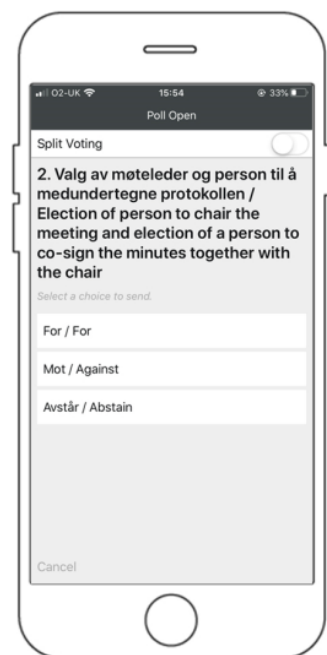 O2-UK 15:54 33%
Poll Open
Split Voting
2. Valg av møteleder og person til å
medundertegne protokollen /
Election of person to chair the
meeting and election of a person to
co-sign the minutes together with
the chair
Select a choice to send.
For / For
Mot / Against
Avstår / Abstain
Cancel